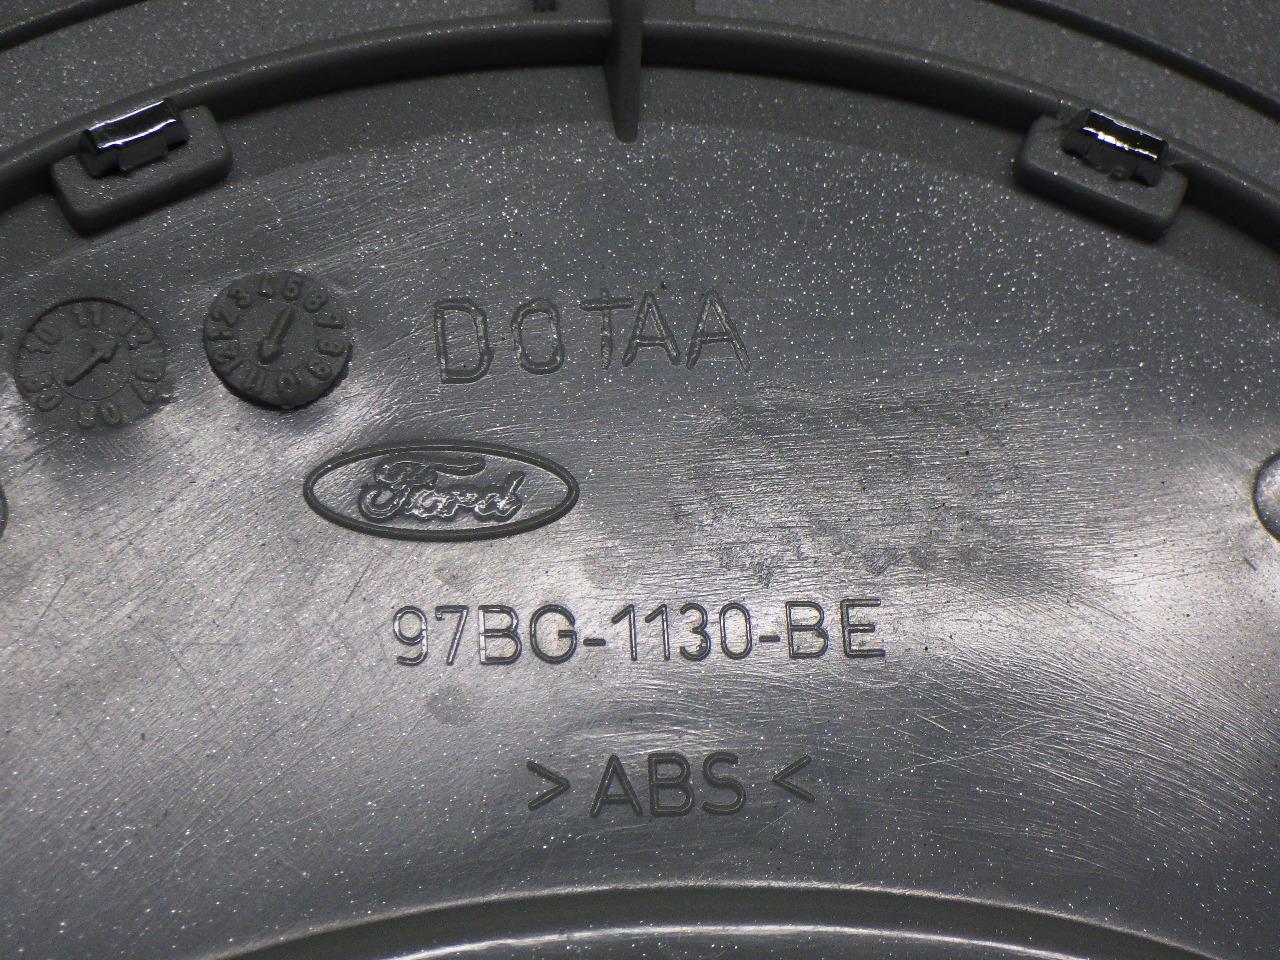 DOTAA
Ford
97BG-1130-BE
>ABS<